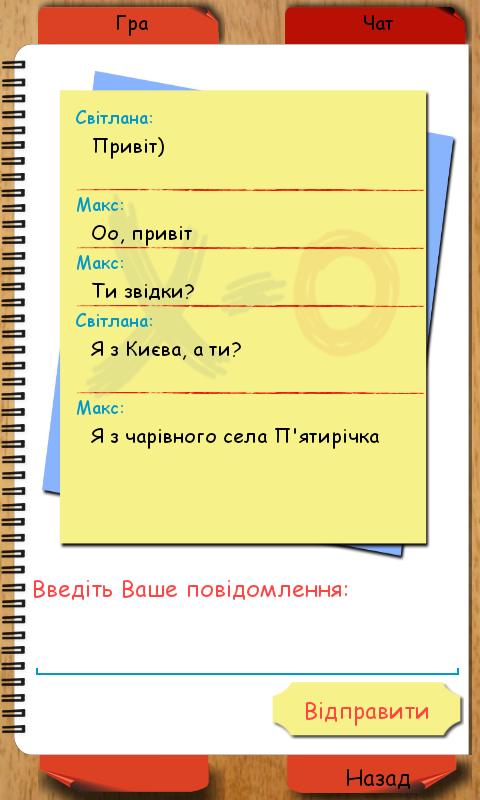 Гра
Чат
Світлана:
Привіт)
Макс:
Оо, привіт
Макс:
Ти звідки?
Світлана:
Я з Києва, а ти?
Макс:
Я з чарівного села П'ятирічка
X-O
Введіть Ваше повідомлення:
Відправити
Назад